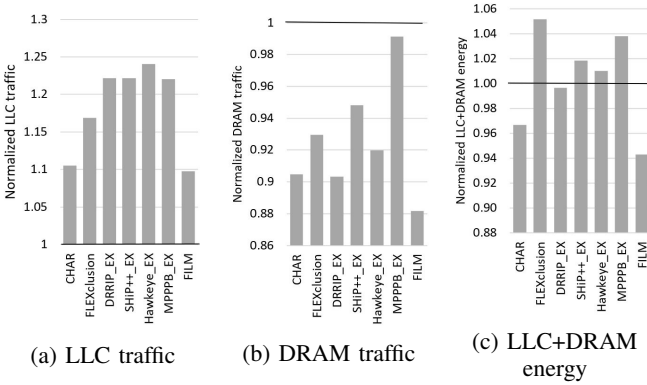 Normalized LLC traffic
1.3
1.25
1.2
1.15
1.1
1.05
1
CHAR
FLEXclusion
DRRIP_EX
SHiP++_EX
Hawkeye_EX
MPPPB_EX
FILM
(a) LLC traffic
Normalized DRAM traffic
1
0.98
0.96
0.94
0.92
0.9
0.88
0.86
CHAR
FLEXclusion
DRRIP_EX
SHiP++_EX
Hawkeye_EX
MPPPB_EX
FILM
(b) DRAM traffic
Normalized LLC+DRAM energy
1.06
1.04
1.02
1.00
0.98
0.96
0.94
0.92
0.90
0.88
CHAR
FLEXclusion
DRRIP_EX
SHiP++_EX
Hawkeye_EX
MPPPB_EX
FILM
(c) LLC+DRAM
energy